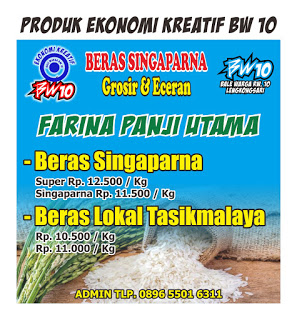 PRODUK EKONOMI KREATIF BW 10
EKONOMI KREATIF
BW10
BERAS SINGAPARNA
Grosir & Eceran
BW10
BALE WARGA RW. 10
LENGKONGSARI
FARINA PANJI UTAMA
- Beras Singaparna
Super Rp. 12.500 / Kg
Singaparna Rp. 11.500 / Kg
- Beras Lokal Tasikmalaya
Rp. 10.500 / Kg
Rp. 11.000 / Kg
ADMIN TLP. 0896 5501 6311